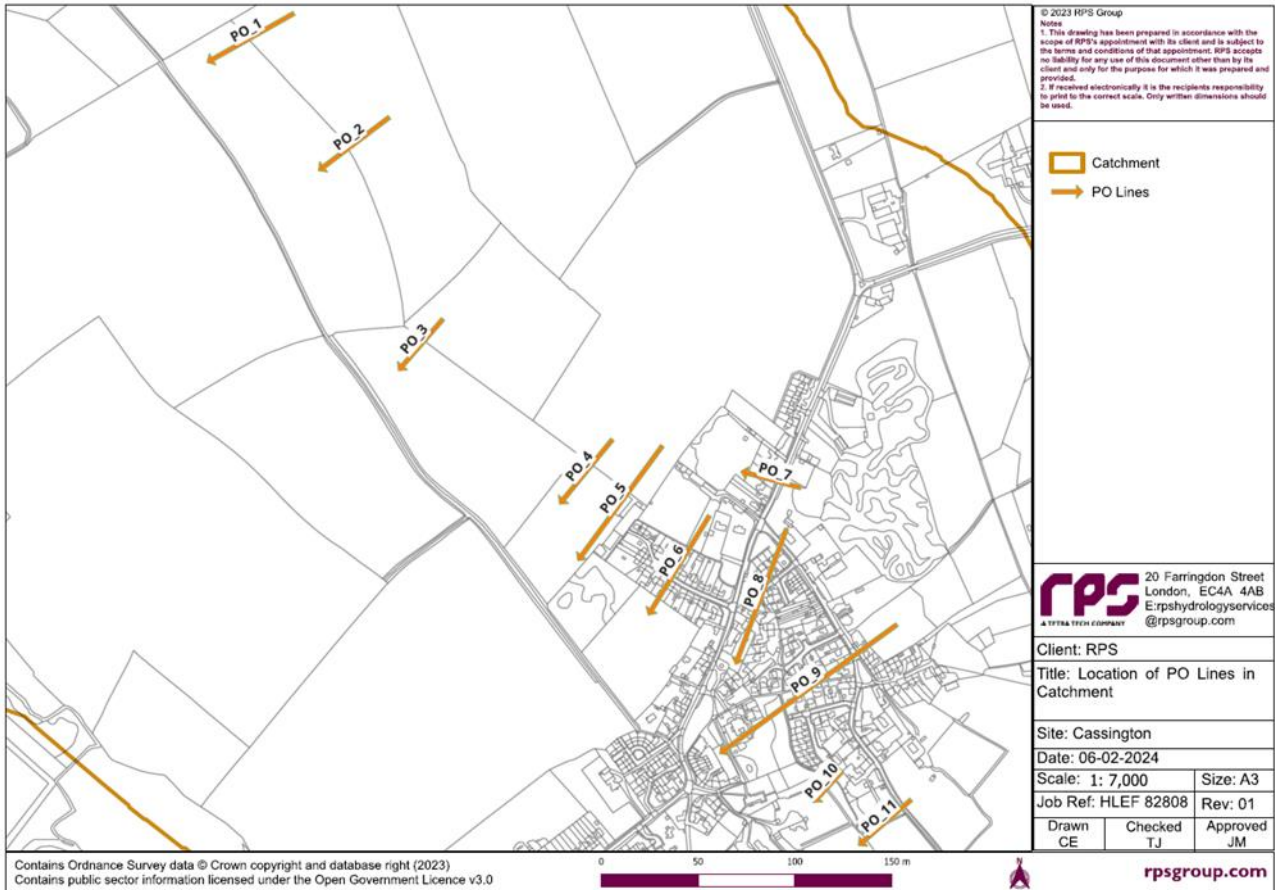 PO_1
PO_2
PO_3
PO_4
PO_5
PO_6
PO_7
PO_8
PO_9
PO_10
PO_11
© 2023 RPS Group
Notes
1. This drawing has been prepared in accordance with the
scope of RPS's appointment with its client and is subject to
the terms and conditions of that appointment. RPS accepts
no liability for any use of this document other than by its
client and only for the purpose for which it was prepared and
provided.
2. If received electronically it is the recipients responsibility
to print to the correct scale. Only written dimensions should
be used.
Catchment
PO Lines
rps
A TETRA TECH COMPANY
20 Farringdon Street
London, EC4A 4AB
E:rpshydrologyservices
@rpsgroup.com
Client: RPS
Title: Location of PO Lines in
Catchment
Site: Cassington
Date: 06-02-2024
Scale: 1: 7,000 Size: A3
Job Ref: HLEF 82808 Rev: 01
Drawn Checked Approved
CE TJ JM
Contains Ordnance Survey data © Crown copyright and database right (2023)
Contains public sector information licensed under the Open Government Licence v3.0
0 50 100 150 m
N
rpsgroup.com